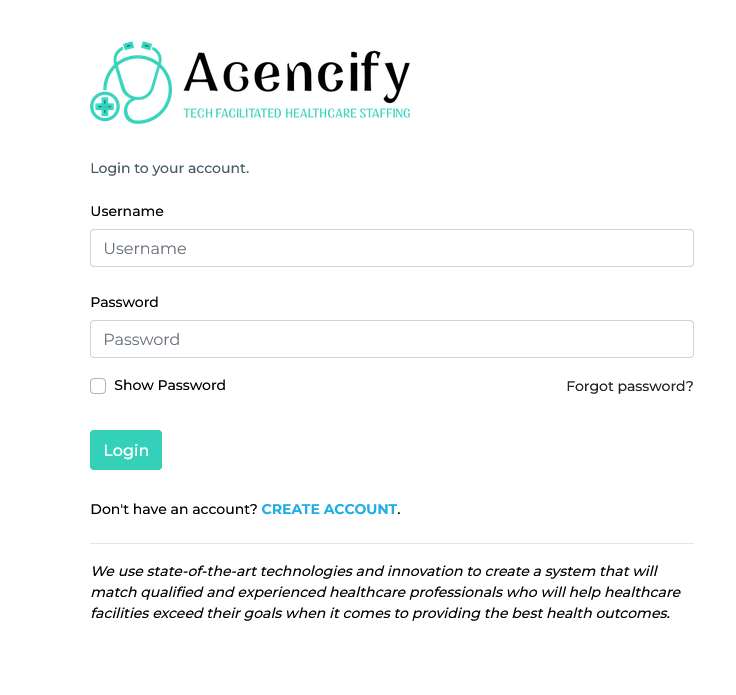 Agencify
TECH FACILITATED HEALTHCARE STAFFING
Login to your account.
Username
Username
Password
Password
Show Password
Forgot password?
Login
Don't have an account? CREATE ACCOUNT.
We use state-of-the-art technologies and innovation to create a system that will
match qualified and experienced healthcare professionals who will help healthcare
facilities exceed their goals when it comes to providing the best health outcomes.